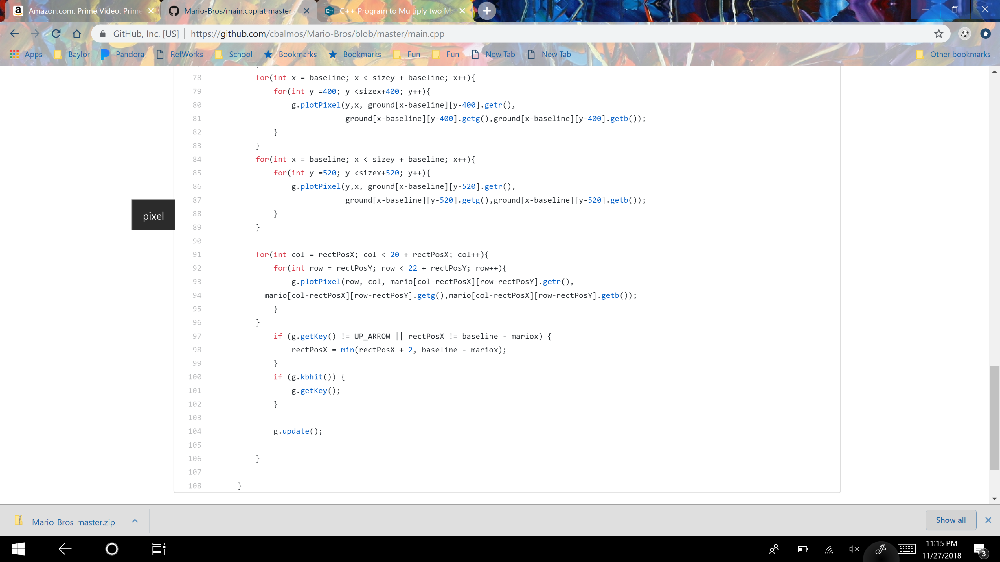 Amazon.com: Prime Video: Prime
Mario-Bros/main.cpp at master
C++ Program to Multiply two M
GitHub, Inc. [US] https://github.com/cbalmos/Mario-Bros/blob/master/main.cpp
Apps Baylor Pandora RefWorks School Bookmarks Bookmarks Fun Fun New Tab New Tab Other bookmarks
78 for(int x = baseline; x < sizey + baseline; x++){
79 for(int y =400; y <sizex+400; y++){
80 g.plotPixel(y,x, ground[x-baseline][y-400].getr(),
81 ground[x-baseline][y-400].getg(),ground[x-baseline][y-400].getb());
82 }
83 }
84 for(int x = baseline; x < sizey + baseline; x++){
85 for(int y =520; y <sizex+520; y++){
86 g.plotPixel(y,x, ground[x-baseline][y-520].getr(),
87 ground[x-baseline][y-520].getg(),ground[x-baseline][y-520].getb());
pixel
88 }
89 }
90
91 for(int col = rectPosX; col < 20 + rectPosX; col++){
92 for(int row = rectPosY; row < 22 + rectPosY; row++){
93 g.plotPixel(row, col, mario[col-rectPosX][row-rectPosY].getr(),
94 mario[col-rectPosX][row-rectPosY].getg(),mario[col-rectPosX][row-rectPosY].getb());
95 }
96 }
97 if (g.getKey() != UP_ARROW || rectPosX != baseline - mariox) {
98 rectPosX = min(rectPosX + 2, baseline - mariox);
99 }
100 if (g.kbhit()) {
101 g.getKey();
102 }
103
104 g.update();
105
106 }
107
108 }
Mario-Bros-master.zip
Show all
11:15 PM
11/27/2018
3